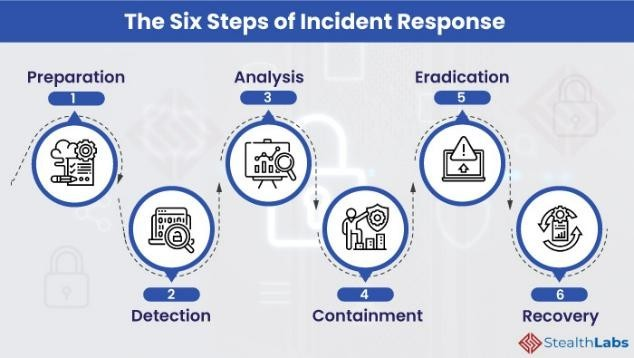 The Six Steps of Incident Response
Preparation
1
2
Detection
Analysis
3
4
Containment
Eradication
5
6
Recovery
StealthLabs